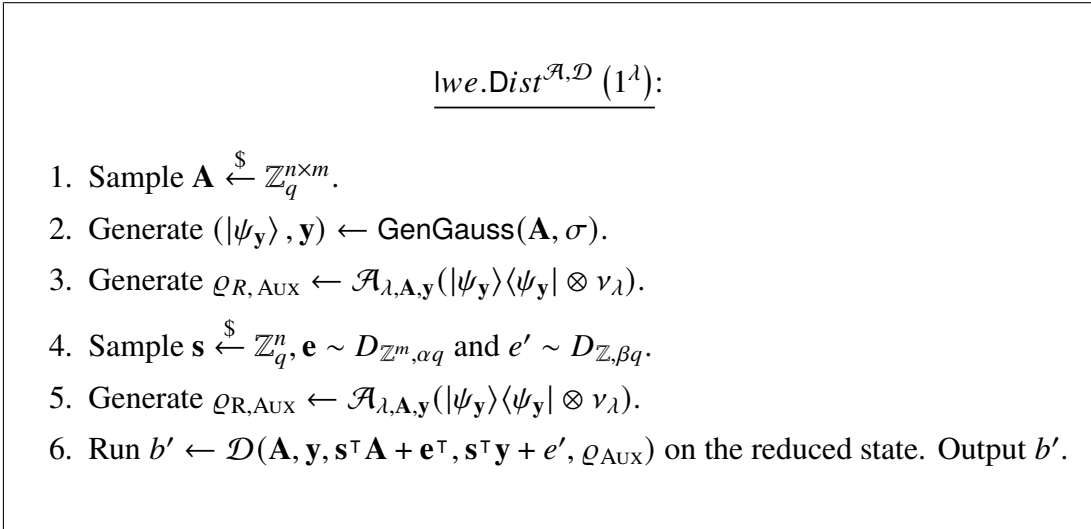 lwe.Dist^{𝒜,𝒟} (1^λ):
1. Sample 𝐀 ←^$ ℤ_q^{n×m}.
2. Generate (|ψ_𝐲⟩, 𝐲) ← GenGauss(𝐀, σ).
3. Generate ϱ_{R, Aux} ← 𝒜_{λ,𝐀,𝐲}(|ψ_𝐲⟩⟨ψ_𝐲| ⊗ ν_λ).
4. Sample 𝐬 ←^$ ℤ_q^n, 𝐞 ∼ D_{ℤ^m,αq} and e′ ∼ D_{ℤ,βq}.
5. Generate ϱ_{R,Aux} ← 𝒜_{λ,𝐀,𝐲}(|ψ_𝐲⟩⟨ψ_𝐲| ⊗ ν_λ).
6. Run b′ ← 𝒟(𝐀, 𝐲, 𝐬^⊺𝐀 + 𝐞^⊺, 𝐬^⊺𝐲 + e′, ϱ_{Aux}) on the reduced state. Output b′.